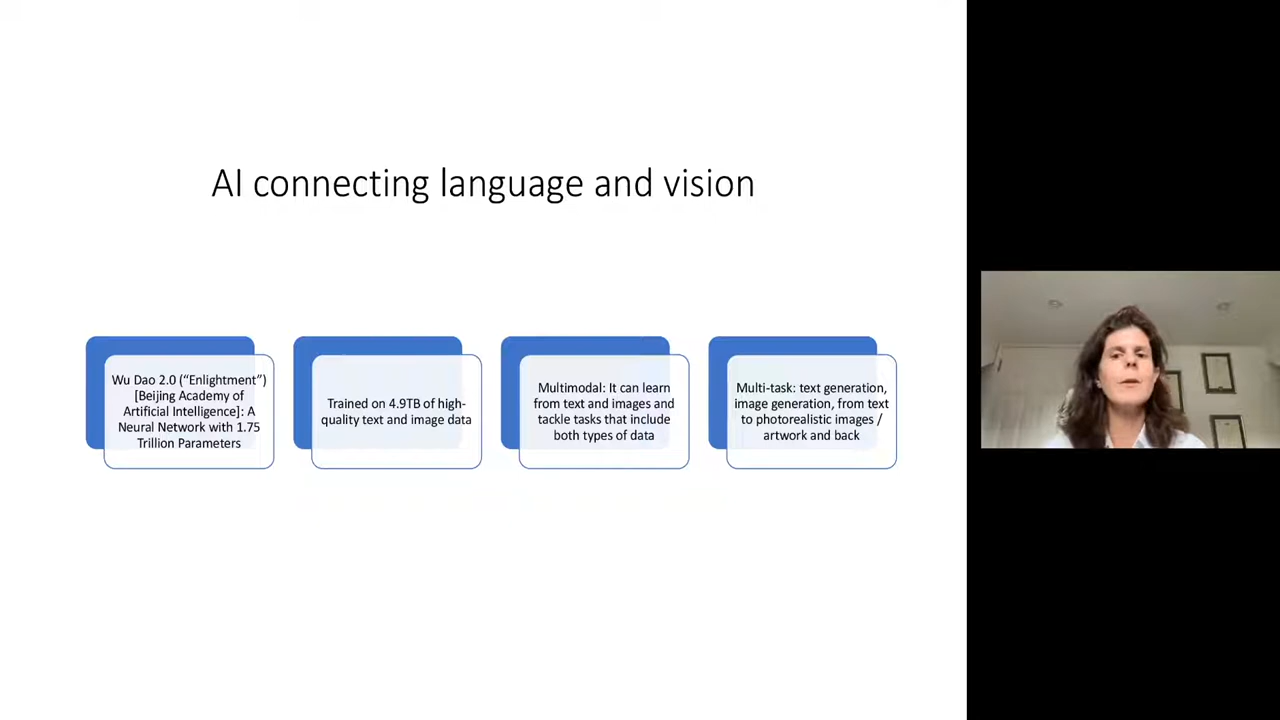 AI connecting language and vision
Wu Dao 2.0 (“Enlightment”)
[Beijing Academy of
Artificial Intelligence]: A
Neural Network with 1.75
Trillion Parameters
Trained on 4.9TB of high-
quality text and image data
Multimodal: It can learn
from text and images and
tackle tasks that include
both types of data
Multi-task: text generation,
image generation, from text
to photorealistic images /
artwork and back